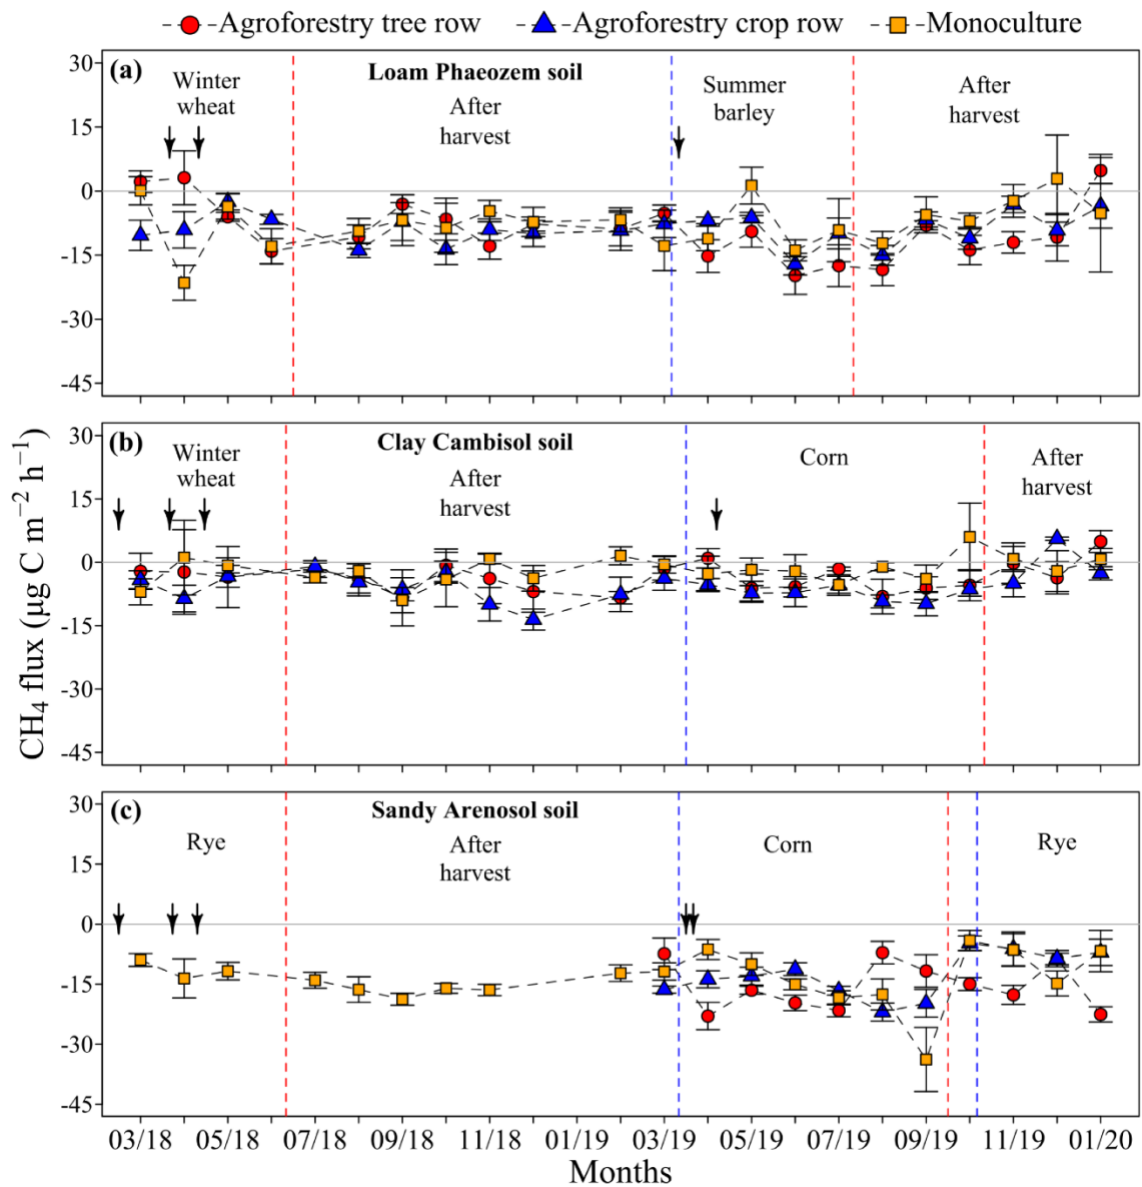 Agroforestry tree row Agroforestry crop row Monoculture
(a) Loam Phaeozem soil
Winter
wheat
After
harvest
Summer
barley
After
harvest
30
15
0
-15
-30
-45
(b) Clay Cambisol soil
Winter
wheat
After
harvest
Corn
After
harvest
30
15
0
-15
-30
-45
CH₄ flux (µg C m⁻² h⁻¹)
(c) Sandy Arenosol soil
Rye
After
harvest
Corn
Rye
30
15
0
-15
-30
-45
03/18 05/18 07/18 09/18 11/18 01/19 03/19 05/19 07/19 09/19 11/19 01/20
Months